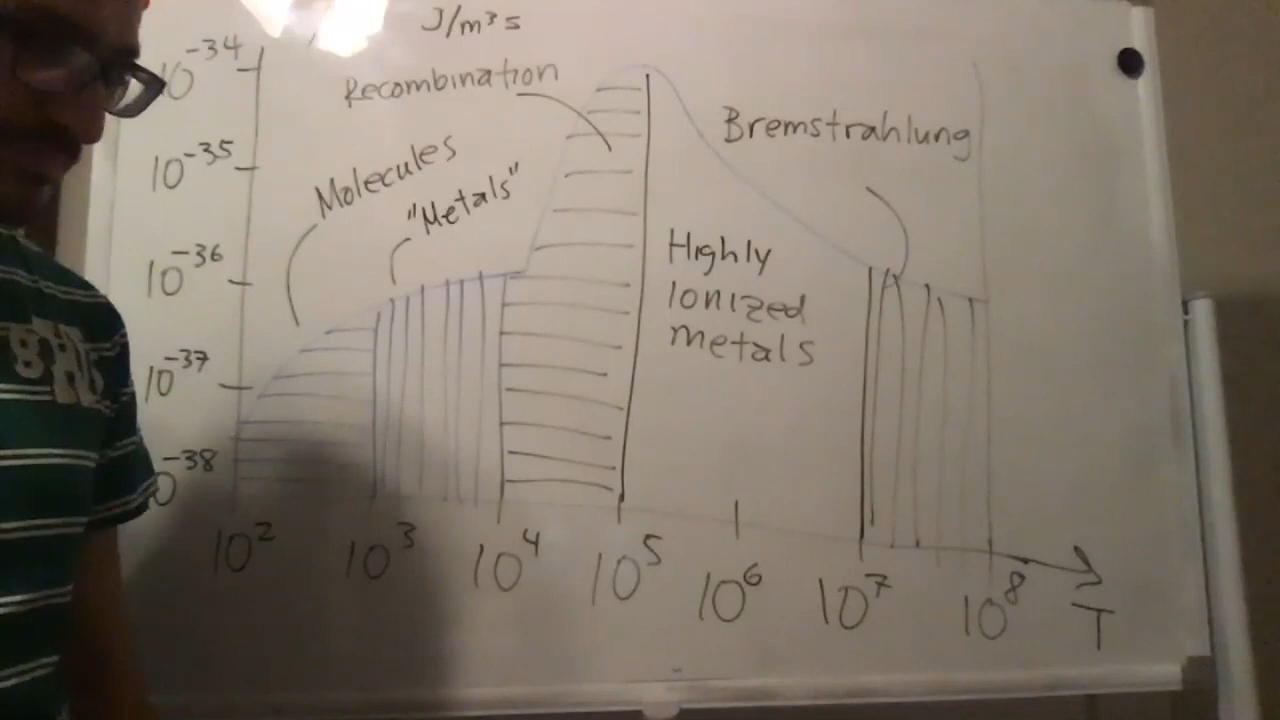 J/m³s
10⁻³⁴
Recombination
Bremstrahlung
10⁻³⁵
Molecules
"Metals"
10⁻³⁶
Highly
Ionized
Metals
10⁻³⁷
10⁻³⁸
10² 10³ 10⁴ 10⁵ 10⁶ 10⁷ 10⁸ T